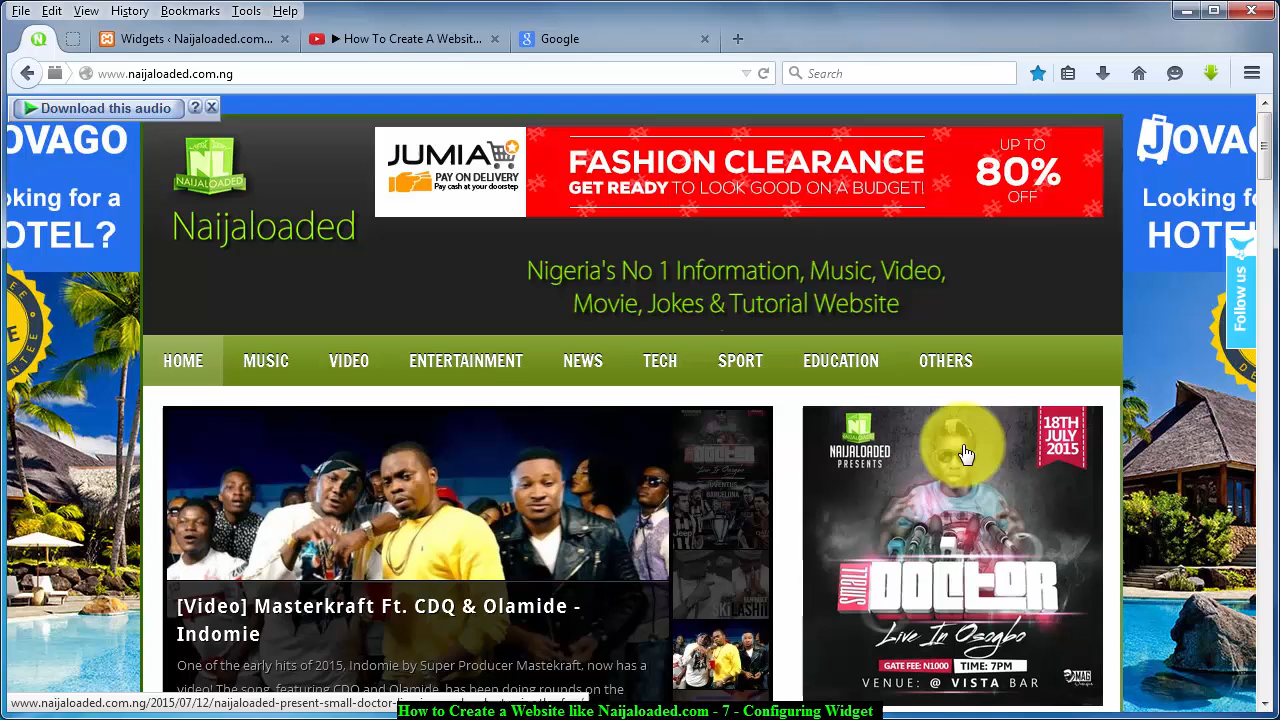 File Edit View History Bookmarks Tools Help
Widgets ‹ Naijaloaded.com...
▶ How To Create A Websit...
Google
www.naijaloaded.com.ng
Search
Download this audio
JOVAGO
Looking for a
HOTEL?
NL
NAIJALOADED
Naijaloaded
JUMIA
PAY ON DELIVERY
Pay cash at your doorstep
FASHION CLEARANCE
GET READY TO LOOK GOOD ON A BUDGET!
UP TO
80%
OFF
Nigeria's No 1 Information, Music, Video,
Movie, Jokes & Tutorial Website
JOVAG
Looking for
HOTE
Follow us
HOME MUSIC VIDEO ENTERTAINMENT NEWS TECH SPORT EDUCATION OTHERS
[Video] Masterkraft Ft. CDQ & Olamide -
Indomie
One of the early hits of 2015, Indomie by Super Producer Mastekraft, now has a
video! The song, featuring CDQ and Olamide, has been doing rounds on the
NL
NAIJALOADED
PRESENTS
18TH
JULY
2015
SMALL
DOCTOR
Live In Osogbo
GATE FEE: N1000 TIME: 7PM
VENUE: @ VISTA BAR
www.naijaloaded.com.ng/2015/07/12/naijaloaded-present-small-doctor-li
How to Create a Website like Naijaloaded.com - 7 - Configuring Widget